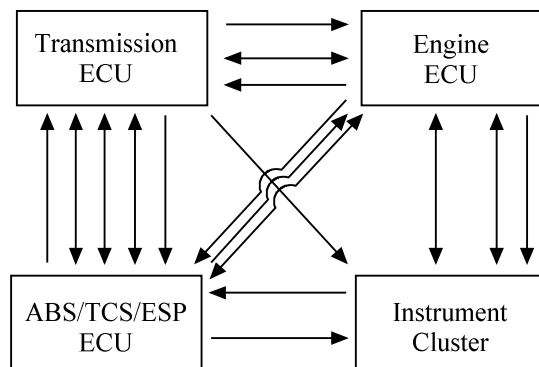 Transmission
ECU
Engine
ECU
ABS/TCS/ESP
ECU
Instrument
Cluster